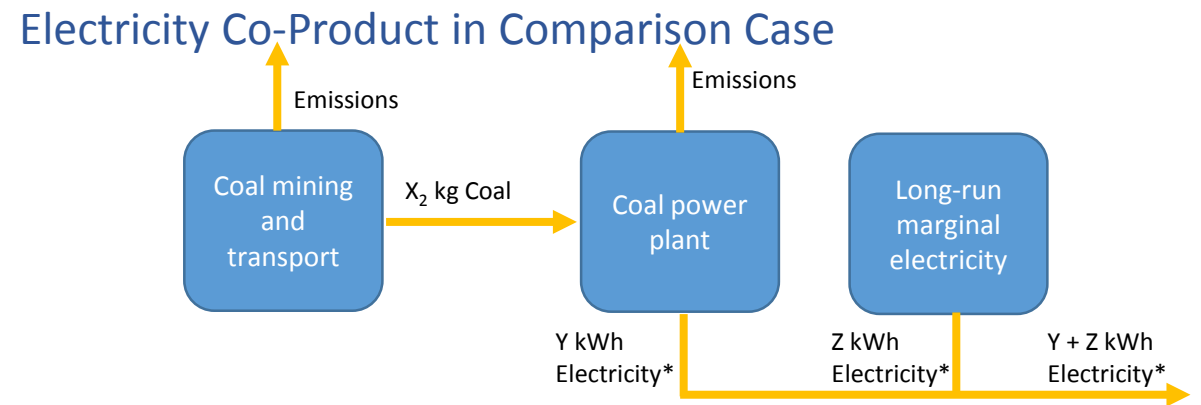 Electricity Co-Product in Comparison Case
Emissions
Emissions
Coal mining
and
transport
X₂ kg Coal
Coal power
plant
Long-run
marginal
electricity
Y kWh
Electricity*
Z kWh
Electricity*
Y + Z kWh
Electricity*